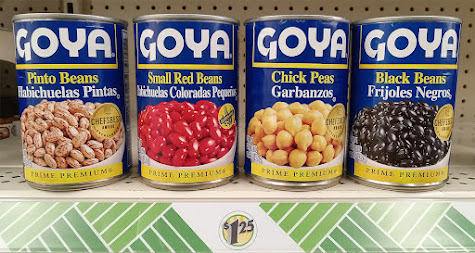 GOYA
Pinto Beans
Habichuelas Pintas
PRIME PREMIUM
GOYA
Small Red Beans
Habichuelas Coloradas Pequeñas
PRIME PREMIUM
GOYA
Chick Peas
Garbanzos
PRIME PREMIUM
GOYA
Black Beans
Frijoles Negros
PRIME PREMIUM
$1.25